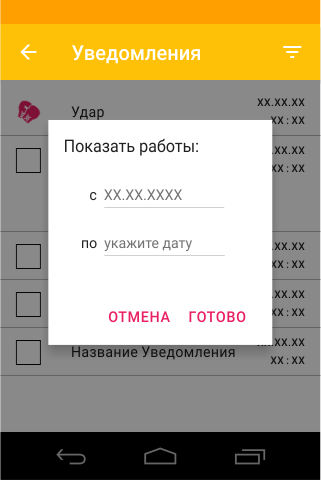 Уведомления
Удар
XX.XX.XX
XX : XX
XX.XX.XX
XX : XX
Показать работы:
с XX.XX.XXXX
по укажите дату
XX.XX.XX
XX : XX
XX.XX.XX
XX : XX
ОТМЕНА ГОТОВО
Название Уведомления
XX.XX.XX
XX : XX